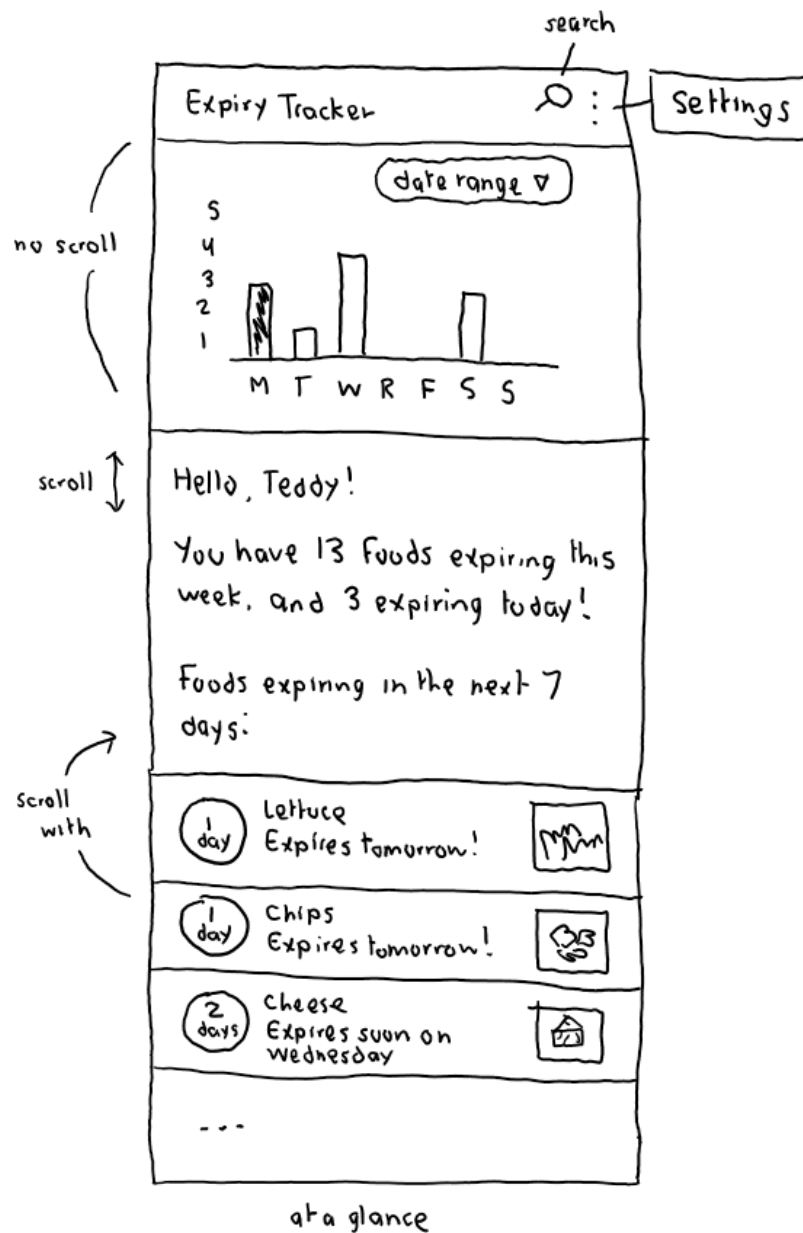 search
Expiry Tracker
Settings
date range
no scroll
5
4
3
2
1
M T W R F S S
scroll
Hello, Teddy!
You have 13 Foods expiring this
week, and 3 expiring today!
Foods expiring in the next 7
days:
scroll
with
1
day
Lettuce
Expires tomorrow!
1
day
Chips
Expires tomorrow!
2
days
Cheese
Expires soon on
Wednesday
...
at a glance